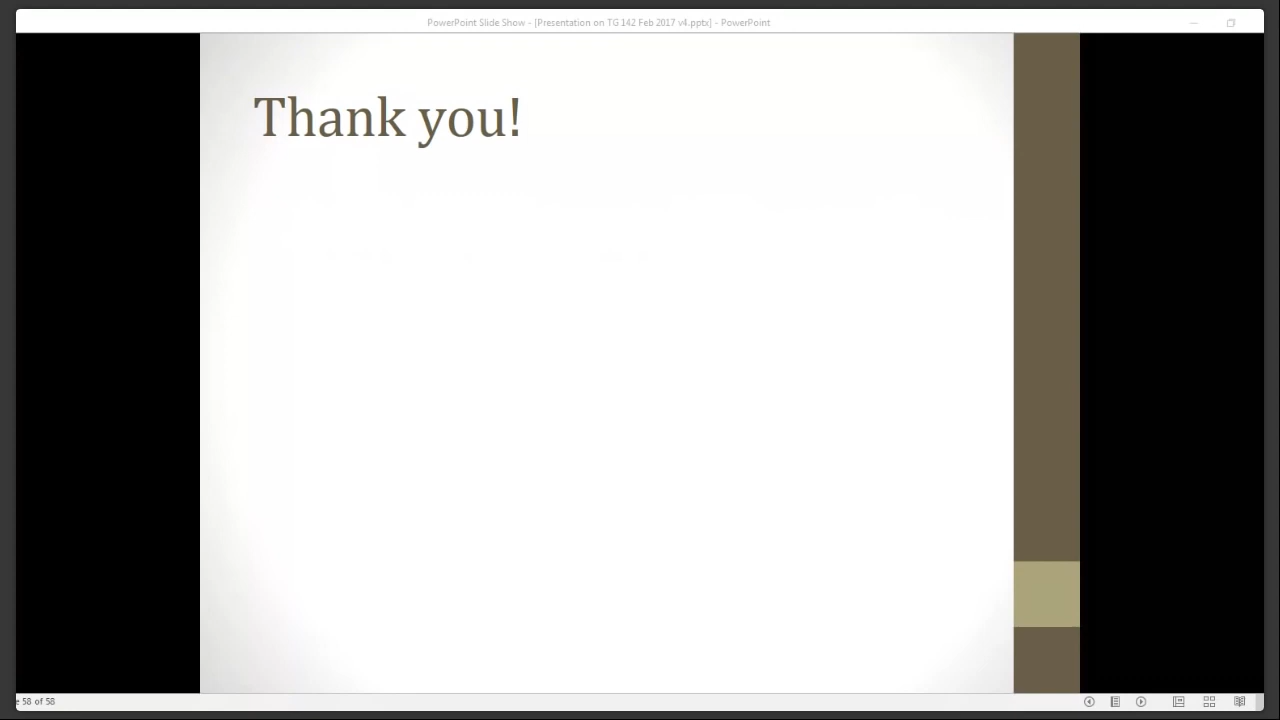 PowerPoint Slide Show - [Presentation on TG 142 Feb 2017 v4.pptx] - PowerPoint
Thank you!
e 58 of 58